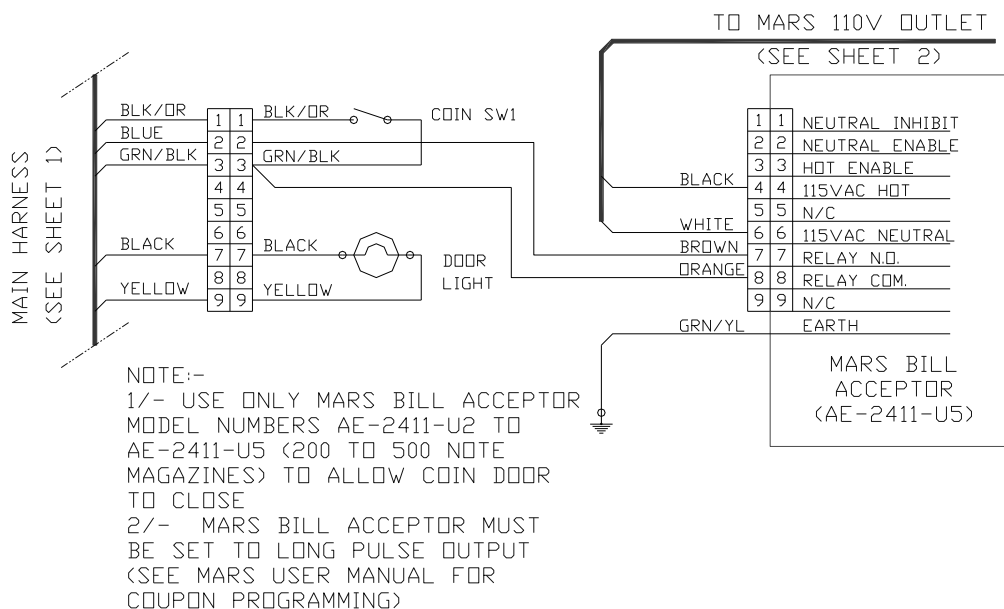 TO MARS 110V OUTLET
(SEE SHEET 2)
MAIN HARNESS
(SEE SHEET 1)
BLK/OR
BLUE
GRN/BLK
BLACK
YELLOW
1 1
2 2
3 3
4 4
5 5
6 6
7 7
8 8
9 9
BLK/OR
GRN/BLK
BLACK
YELLOW
COIN SW1
DOOR
LIGHT
BLACK
WHITE
BROWN
ORANGE
GRN/YL
1 1 NEUTRAL INHIBIT
2 2 NEUTRAL ENABLE
3 3 HOT ENABLE
4 4 115VAC HOT
5 5 N/C
6 6 115VAC NEUTRAL
7 7 RELAY N.O.
8 8 RELAY COM.
9 9 N/C
EARTH
MARS BILL
ACCEPTOR
(AE-2411-U5)
NOTE:-
1/- USE ONLY MARS BILL ACCEPTOR
MODEL NUMBERS AE-2411-U2 TO
AE-2411-U5 (200 TO 500 NOTE
MAGAZINES) TO ALLOW COIN DOOR
TO CLOSE
2/- MARS BILL ACCEPTOR MUST
BE SET TO LONG PULSE OUTPUT
(SEE MARS USER MANUAL FOR
COUPON PROGRAMMING)